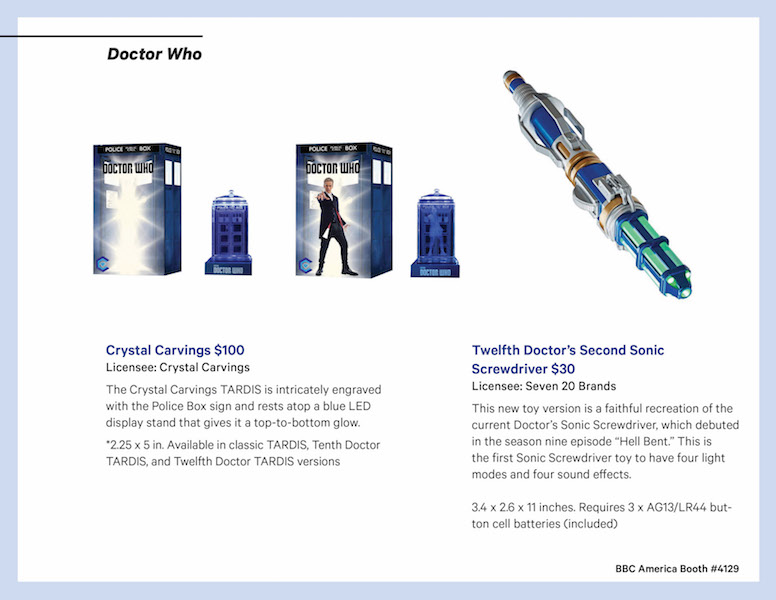 Doctor Who
POLICE BOX
DOCTOR WHO
DOCTOR WHO
POLICE BOX
DOCTOR WHO
DOCTOR WHO
Crystal Carvings $100
Licensee: Crystal Carvings
The Crystal Carvings TARDIS is intricately engraved
with the Police Box sign and rests atop a blue LED
display stand that gives it a top-to-bottom glow.
*2.25 x 5 in. Available in classic TARDIS, Tenth Doctor
TARDIS, and Twelfth Doctor TARDIS versions
Twelfth Doctor’s Second Sonic
Screwdriver $30
Licensee: Seven 20 Brands
This new toy version is a faithful recreation of the
current Doctor’s Sonic Screwdriver, which debuted
in the season nine episode “Hell Bent.” This is
the first Sonic Screwdriver toy to have four light
modes and four sound effects.
3.4 x 2.6 x 11 inches. Requires 3 x AG13/LR44 but-
ton cell batteries (included)
BBC America Booth #4129